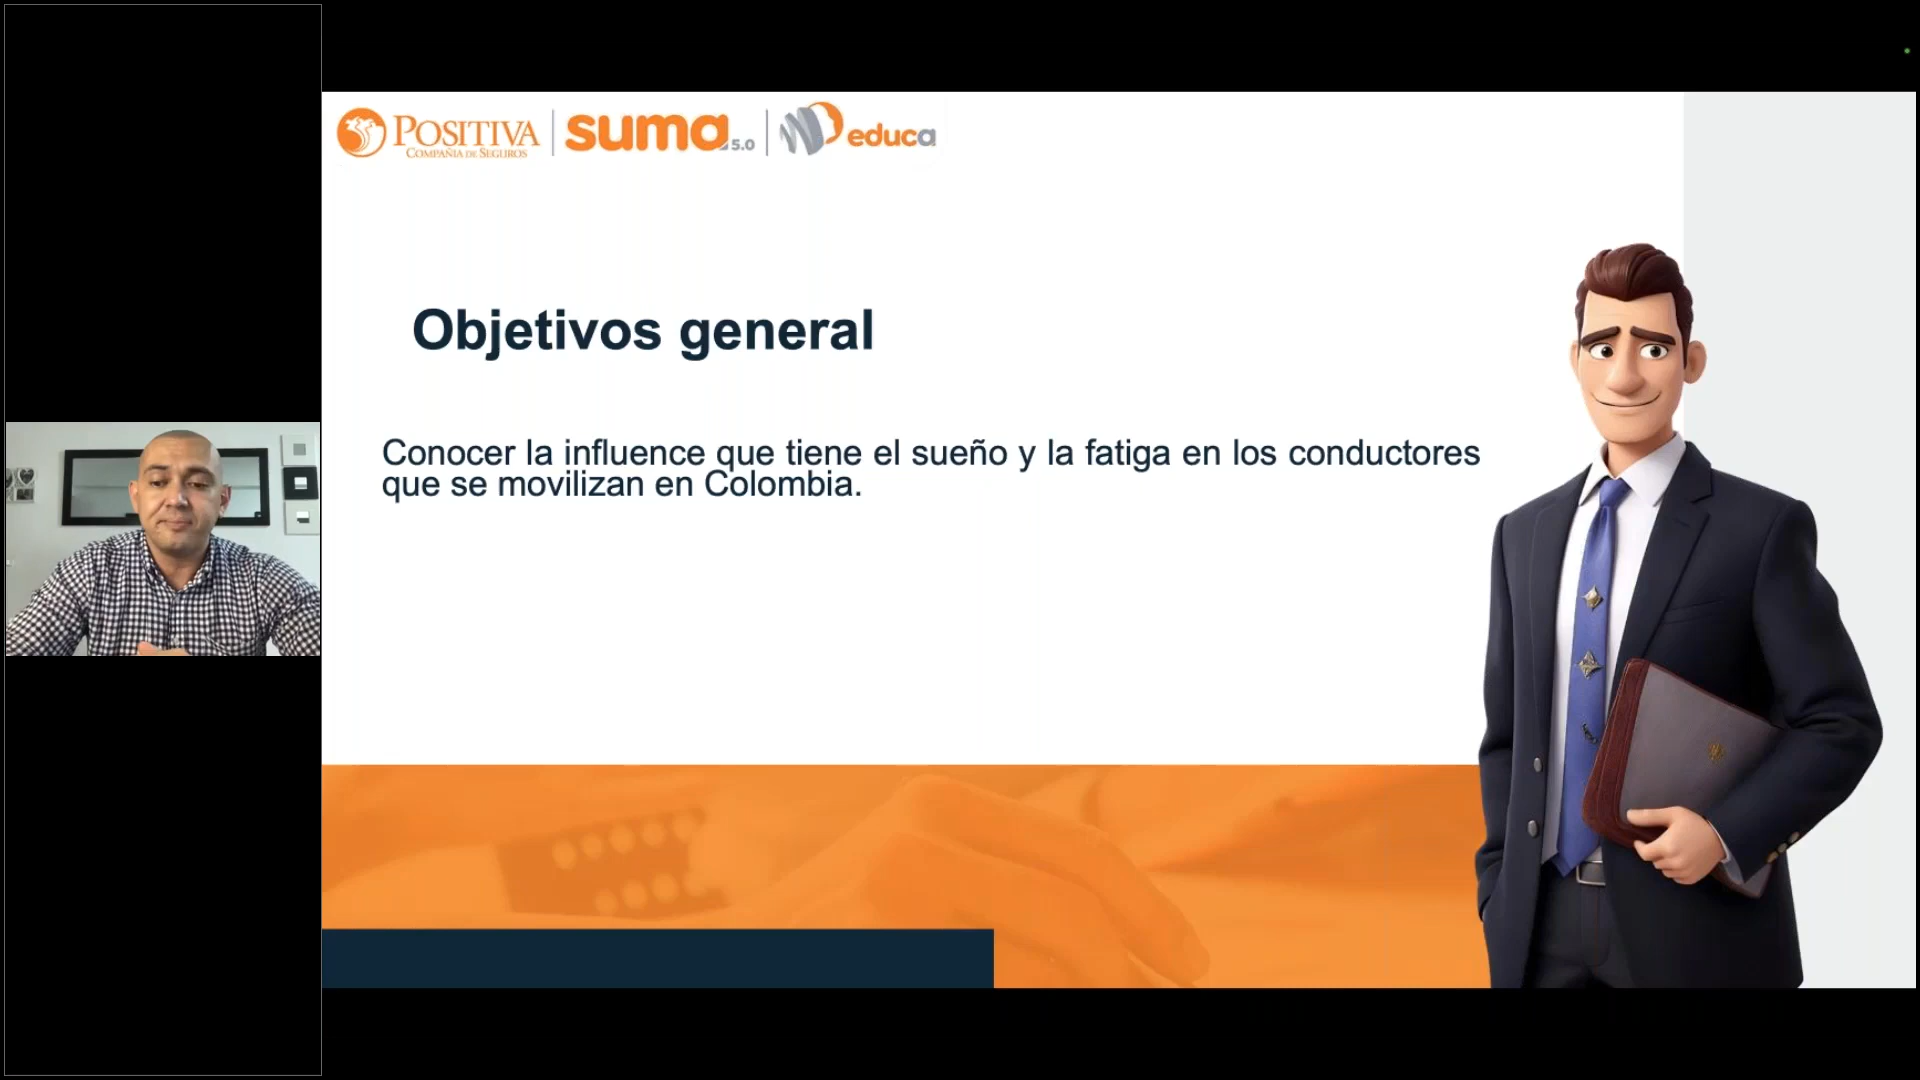 POSITIVA
COMPAÑIA DE SEGUROS
suma 5.0
educa
Objetivos general
Conocer la influence que tiene el sueño y la fatiga en los conductores
que se movilizan en Colombia.